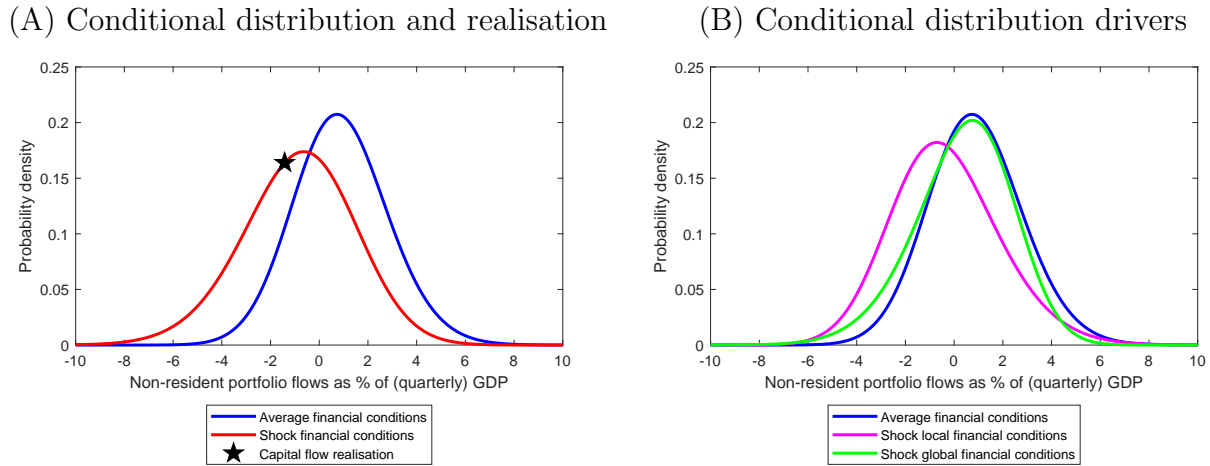 (A) Conditional distribution and realisation
0.25
0.2
0.15
0.1
0.05
0
Probability density
-10 -8 -6 -4 -2 0 2 4 6 8 10
Non-resident portfolio flows as % of (quarterly) GDP
Average financial conditions
Shock financial conditions
Capital flow realisation
(B) Conditional distribution drivers
0.25
0.2
0.15
0.1
0.05
0
Probability density
-10 -8 -6 -4 -2 0 2 4 6 8 10
Non-resident portfolio flows as % of (quarterly) GDP
Average financial conditions
Shock local financial conditions
Shock global financial conditions